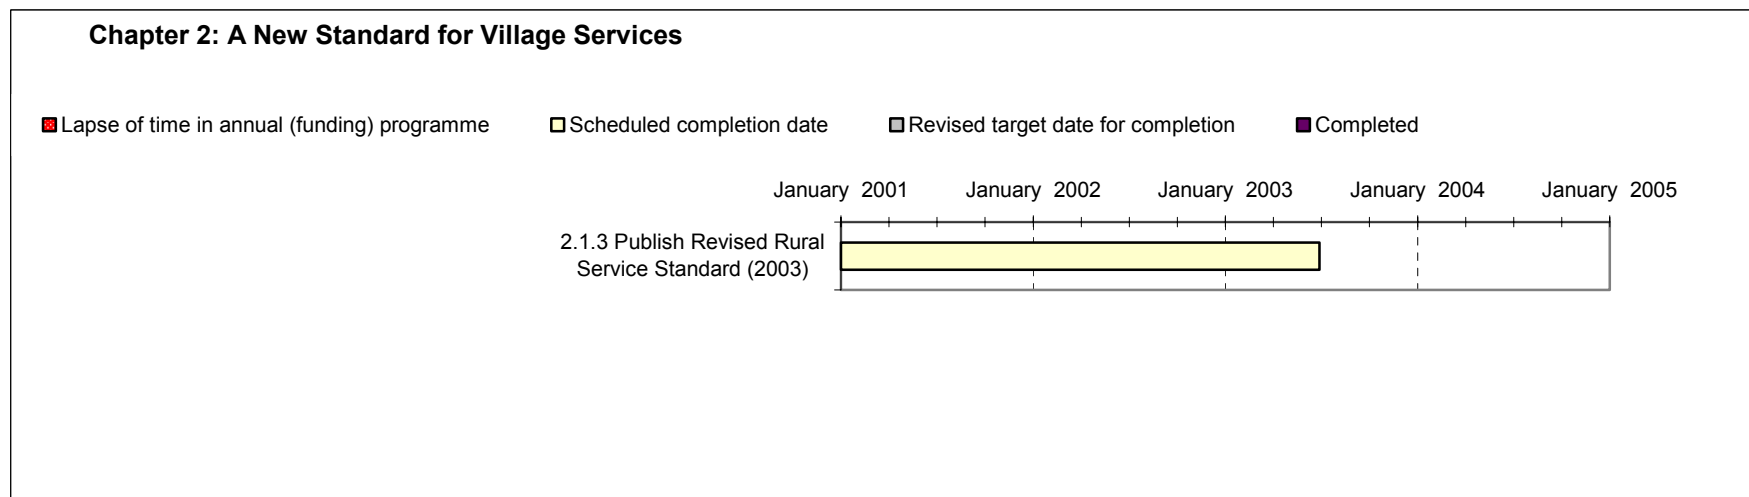 Chapter 2: A New Standard for Village Services
Lapse of time in annual (funding) programme Scheduled completion date Revised target date for completion Completed
January 2001 January 2002 January 2003 January 2004 January 2005
2.1.3 Publish Revised Rural
Service Standard (2003)